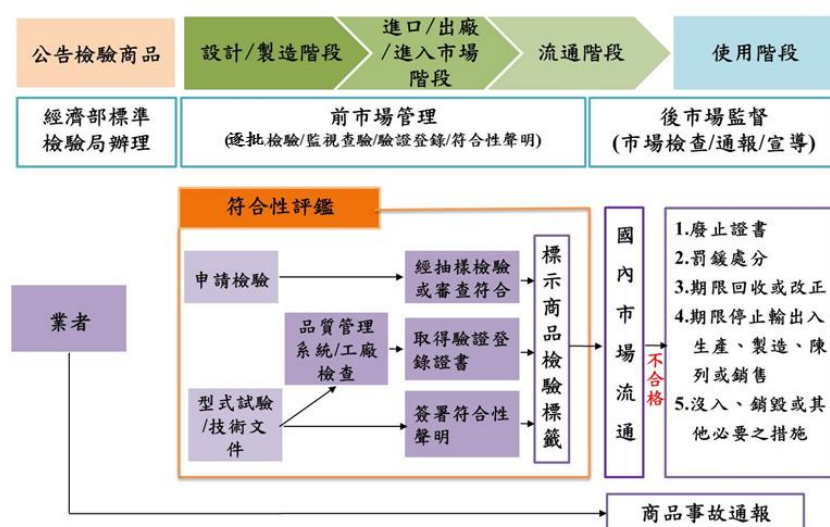 公告檢驗商品
設計/製造階段
進口/出廠
/進入市場
階段
流通階段
使用階段
經濟部標準
檢驗局辦理
前市場管理
(逐批檢驗/監視查驗/驗證登錄/符合性聲明)
後市場監督
(市場檢查/通報/宣導)
符合性評鑑
申請檢驗
經抽樣檢驗
或審查符合
業者
品質管理
系統/工廠
檢查
取得驗證登
錄證書
型式試驗
/技術文
件
簽署符合性
聲明
標示商品檢驗標籤
國內市場流通
不合格
1.廢止證書
2.罰鍰處分
3.期限回收或改正
4.期限停止輸出入
生產、製造、陳
列或銷售
5.沒入、銷毀或其
他必要之措施
商品事故通報